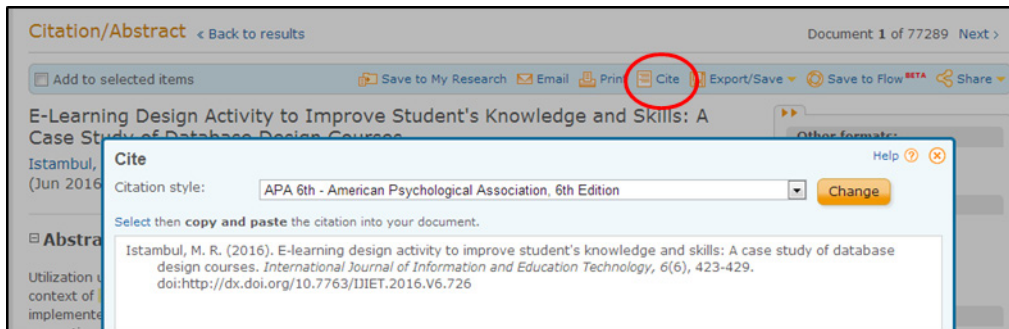 Citation/Abstract < Back to results
Document 1 of 77289 Next >
Add to selected items
Save to My Research Email Print Cite Export/Save Save to Flow BETA Share
E-Learning Design Activity to Improve Student's Knowledge and Skills: A
Case Study of Database Design Courses
Other formats:
Istambul,
(Jun 2016
Cite
Help ?
Citation style:
APA 6th - American Psychological Association, 6th Edition
Change
Select then copy and paste the citation into your document.
Abstra
Istambul, M. R. (2016). E-learning design activity to improve student's knowledge and skills: A case study of database
design courses. International Journal of Information and Education Technology, 6(6), 423-429.
doi:http://dx.doi.org/10.7763/IJIET.2016.V6.726
Utilization
context of
implemente